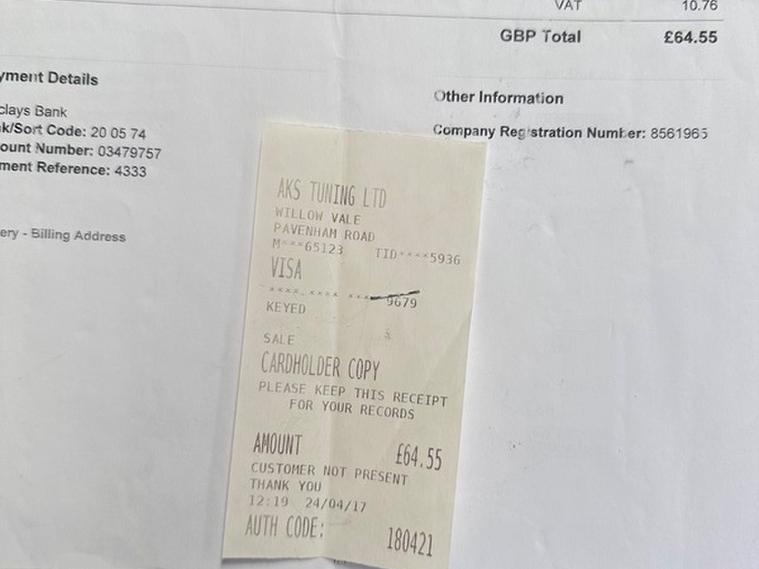 VAT 10.76
GBP Total £64.55
yment Details
clays Bank
k/Sort Code: 20 05 74
ount Number: 03479757
ment Reference: 4333
ery - Billing Address
Other Information
Company Registration Number: 8561965
AKS TUNING LTD
WILLOW VALE
PAVENHAM ROAD
M***65123 TID****5936
VISA
****.**** ***9679
KEYED
SALE
CARDHOLDER COPY
PLEASE KEEP THIS RECEIPT
FOR YOUR RECORDS
AMOUNT £64.55
CUSTOMER NOT PRESENT
THANK YOU
12:19 24/04/17
AUTH CODE: 180421